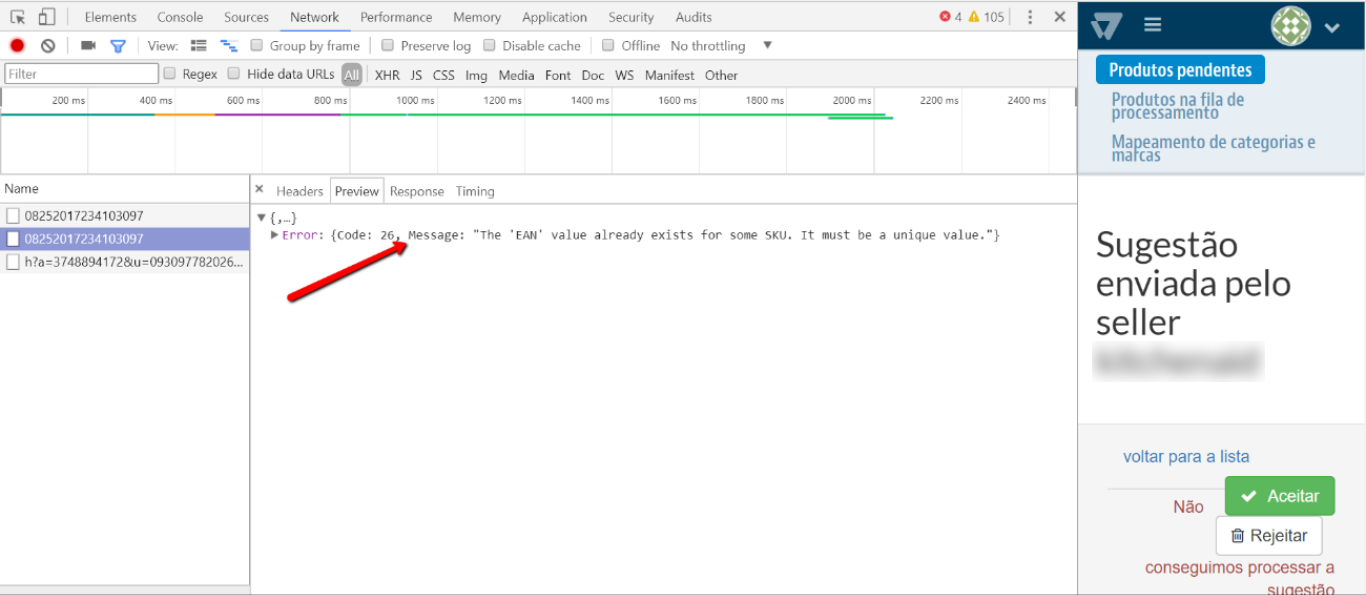 Elements Console Sources Network Performance Memory Application Security Audits 4 105
View: Group by frame Preserve log Disable cache Offline No throttling
Filter Regex Hide data URLs All XHR JS CSS Img Media Font Doc WS Manifest Other
200 ms 400 ms 600 ms 800 ms 1000 ms 1200 ms 1400 ms 1600 ms 1800 ms 2000 ms 2200 ms 2400 ms
Name
08252017234103097
08252017234103097
h?a=3748894172&u=093097782026...
Headers Preview Response Timing
{,…}
Error: {Code: 26, Message: "The 'EAN' value already exists for some SKU. It must be a unique value."}
Produtos pendentes
Produtos na fila de
processamento
Mapeamento de categorias e
marcas
Sugestão
enviada pelo
seller
voltar para a lista
Aceitar
Não
Rejeitar
conseguimos processar a
sugestão